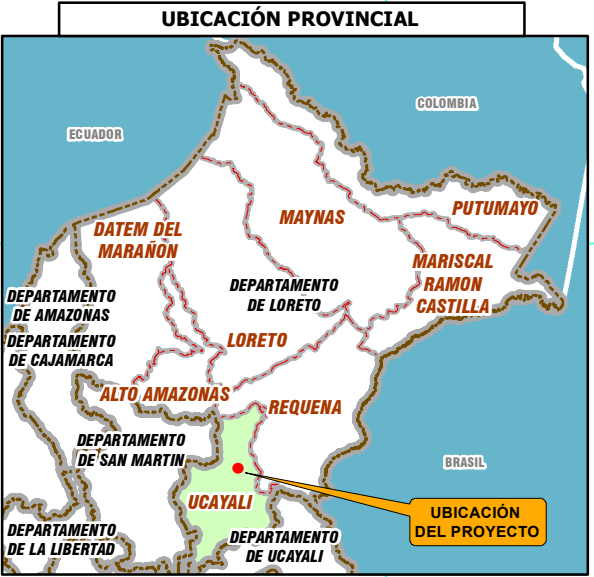 UBICACIÓN PROVINCIAL
COLOMBIA
ECUADOR
PUTUMAYO
MAYNAS
DATEM DEL
MARAÑON
MARISCAL
RAMON
CASTILLA
DEPARTAMENTO
DE LORETO
DEPARTAMENTO
DE AMAZONAS
LORETO
DEPARTAMENTO
DE CAJAMARCA
ALTO AMAZONAS
REQUENA
DEPARTAMENTO
DE SAN MARTIN
BRASIL
UCAYALI
UBICACIÓN
DEL PROYECTO
DEPARTAMENTO
DE LA LIBERTAD
DEPARTAMENTO
DE UCAYALI